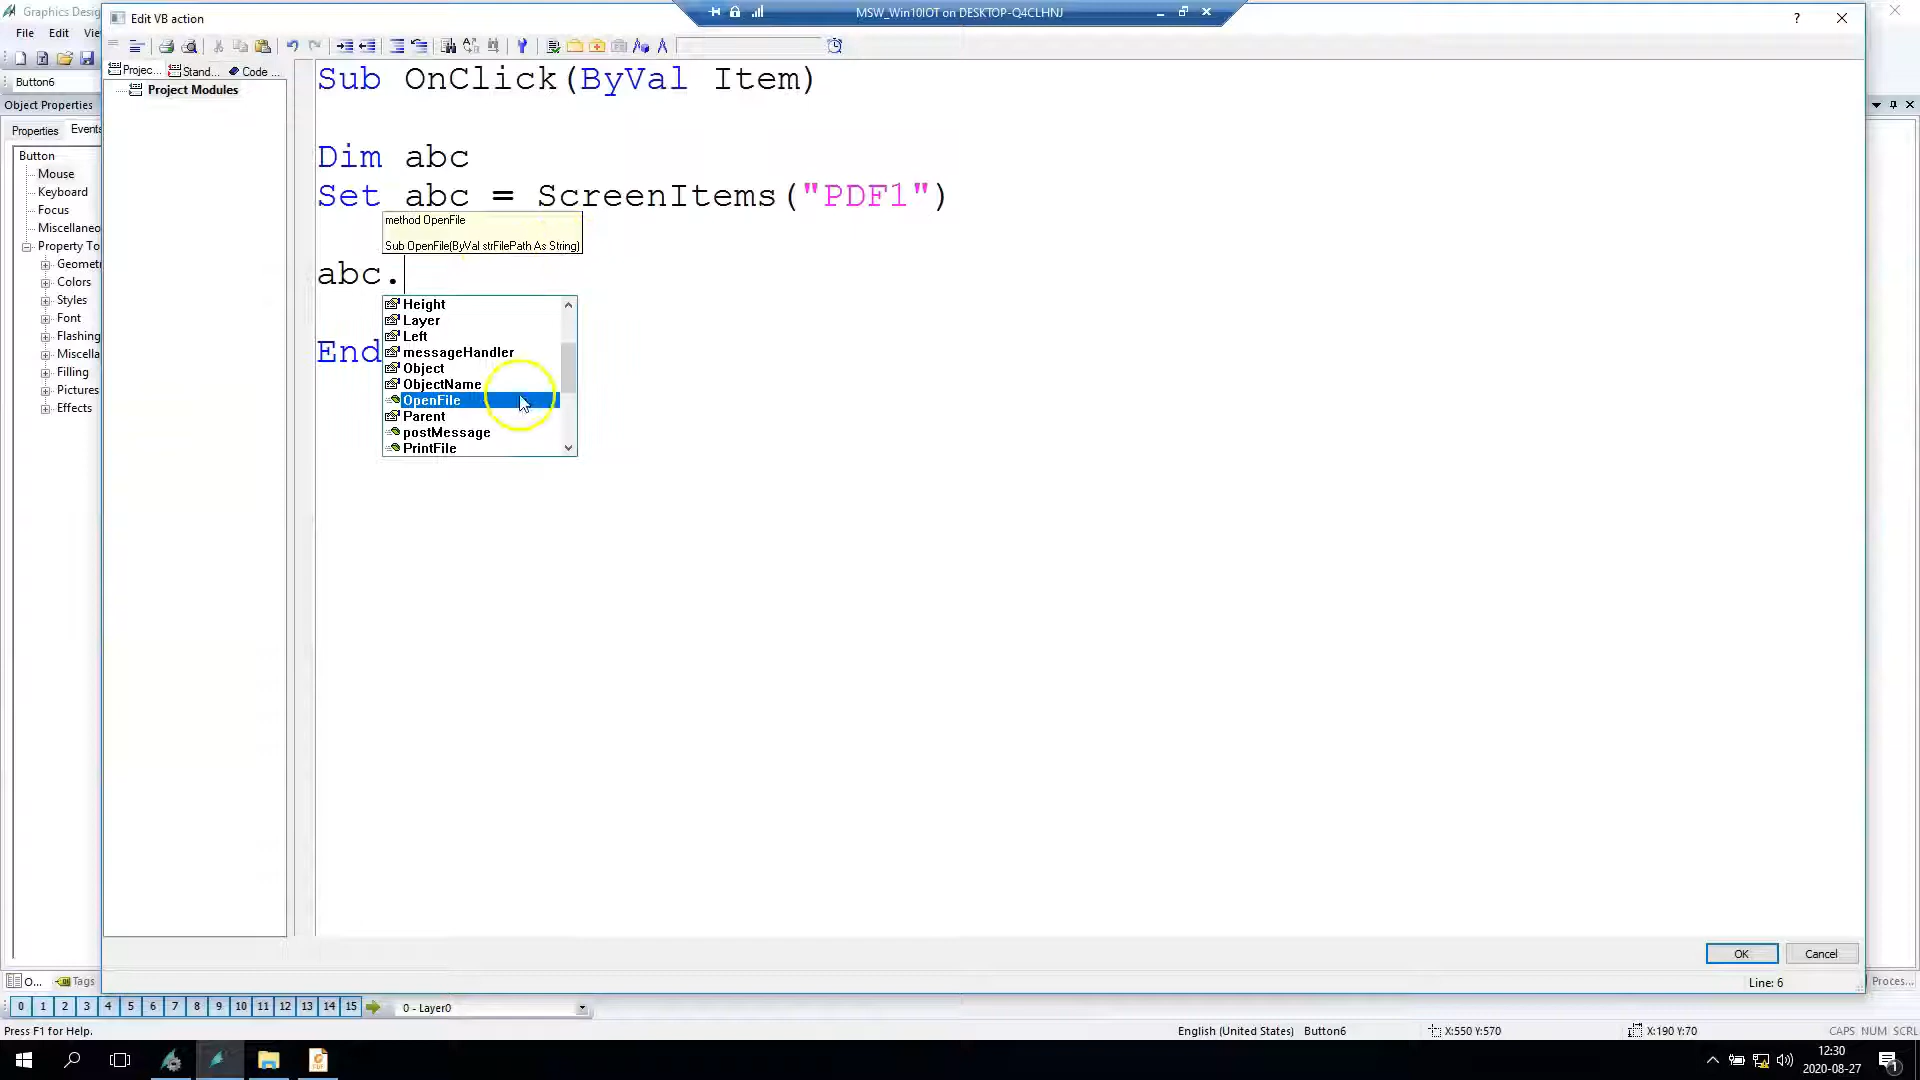 Graphics Desig
Edit VB action
MSW_Win10IOT on DESKTOP-Q4CLHNJ
File Edit Vie
Button6
Object Properties
Properties Events
Button
Mouse
Keyboard
Focus
Miscellaneo
Property To
Geomet
Colors
Styles
Font
Flashing
Miscella
Filling
Pictures
Effects
Projec... Stand... Code ...
Project Modules
Sub OnClick(ByVal Item)
Dim abc
Set abc = ScreenItems("PDF1")
method OpenFile
Sub OpenFile(ByVal strFilePath As String)
abc.
Height
Layer
Left
messageHandler
Object
ObjectName
OpenFile
Parent
postMessage
PrintFile
End
OK Cancel
Line: 6
O... Tags
Proces...
0 1 2 3 4 5 6 7 8 9 10 11 12 13 14 15 0 - Layer0
Press F1 for Help.
English (United States) Button6 X:550 Y:570 X:190 Y:70 CAPS NUM SCRL
12:30
2020-08-27
1